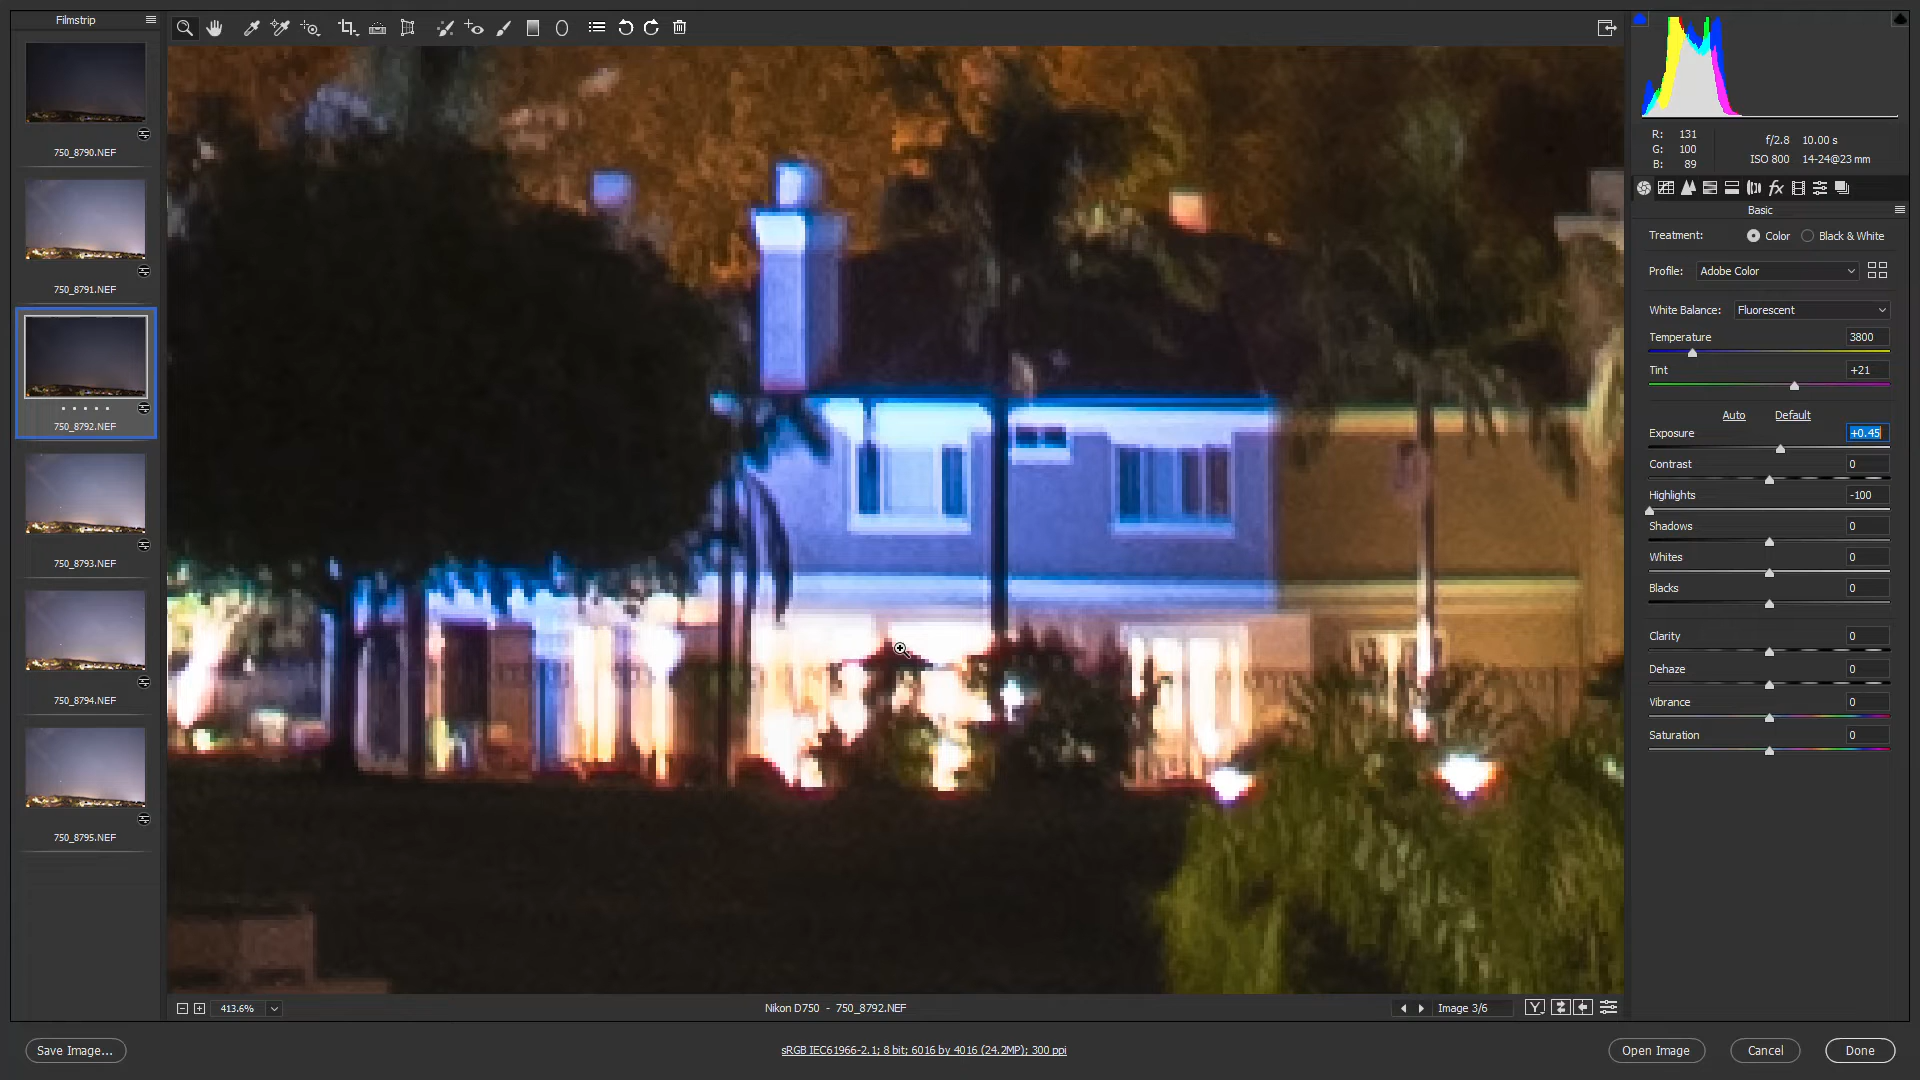 Filmstrip
750_8790.NEF
750_8791.NEF
750_8792.NEF
750_8793.NEF
750_8794.NEF
750_8795.NEF
R: 131
G: 100
B: 89
f/2.8 10.00 s
ISO 800 14-24@23 mm
fx
Basic
Treatment: Color Black & White
Profile: Adobe Color
White Balance: Fluorescent
Temperature 3800
Tint +21
Auto Default
Exposure +0.45
Contrast 0
Highlights -100
Shadows 0
Whites 0
Blacks 0
Clarity 0
Dehaze 0
Vibrance 0
Saturation 0
413.6%
Nikon D750 - 750_8792.NEF
Image 3/6
Y
Save Image...
sRGB IEC61966-2.1; 8 bit; 6016 by 4016 (24.2MP); 300 ppi
Open Image
Cancel
Done